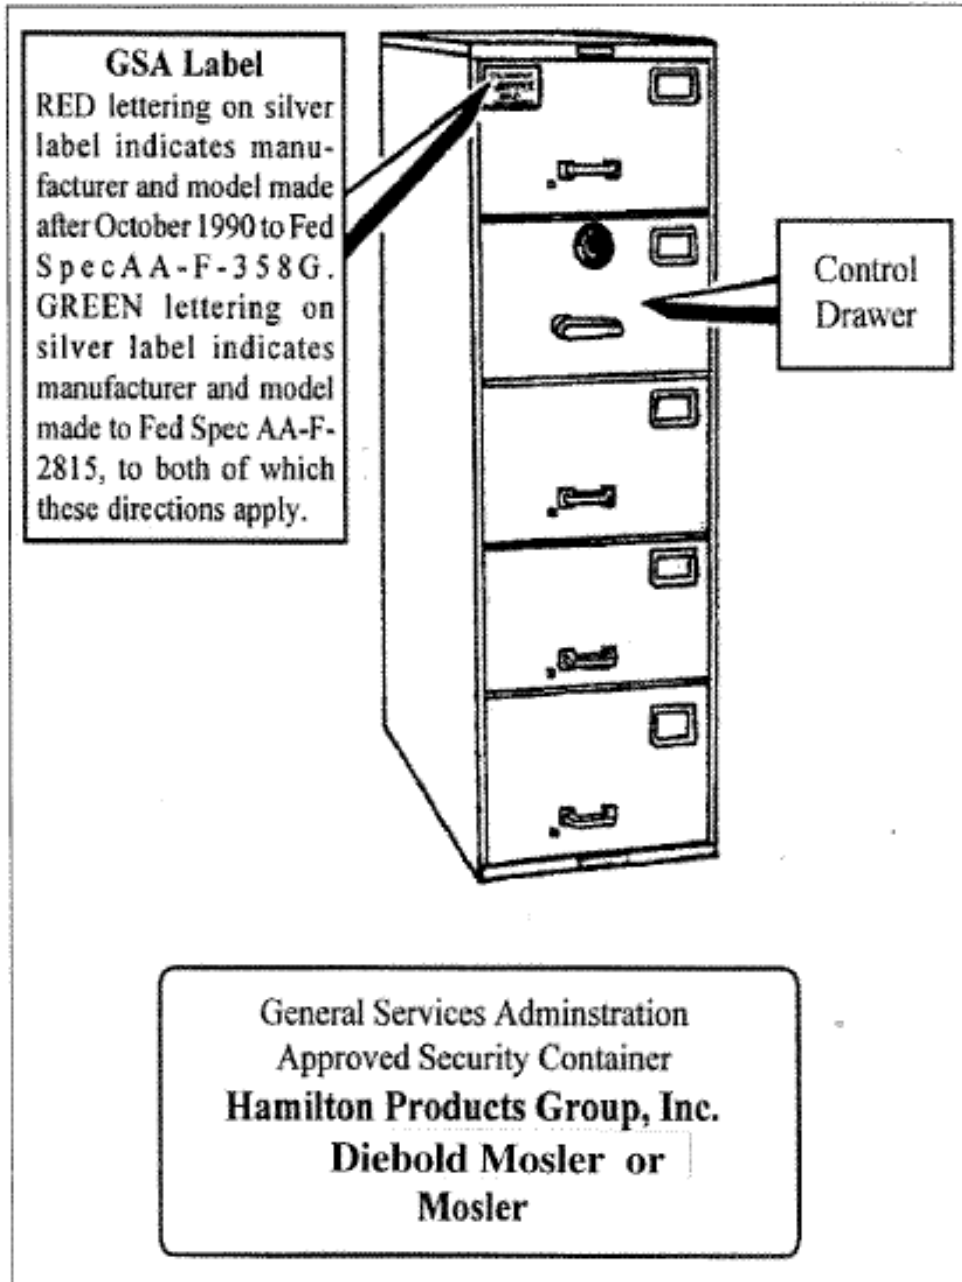 GSA Label
RED lettering on silver
label indicates manu-
facturer and model made
after October 1990 to Fed
SpecAA-F-358G.
GREEN lettering on
silver label indicates
manufacturer and model
made to Fed Spec AA-F-
2815, to both of which
these directions apply.
Control
Drawer
General Services Adminstration
Approved Security Container
Hamilton Products Group, Inc.
Diebold Mosler or
Mosler